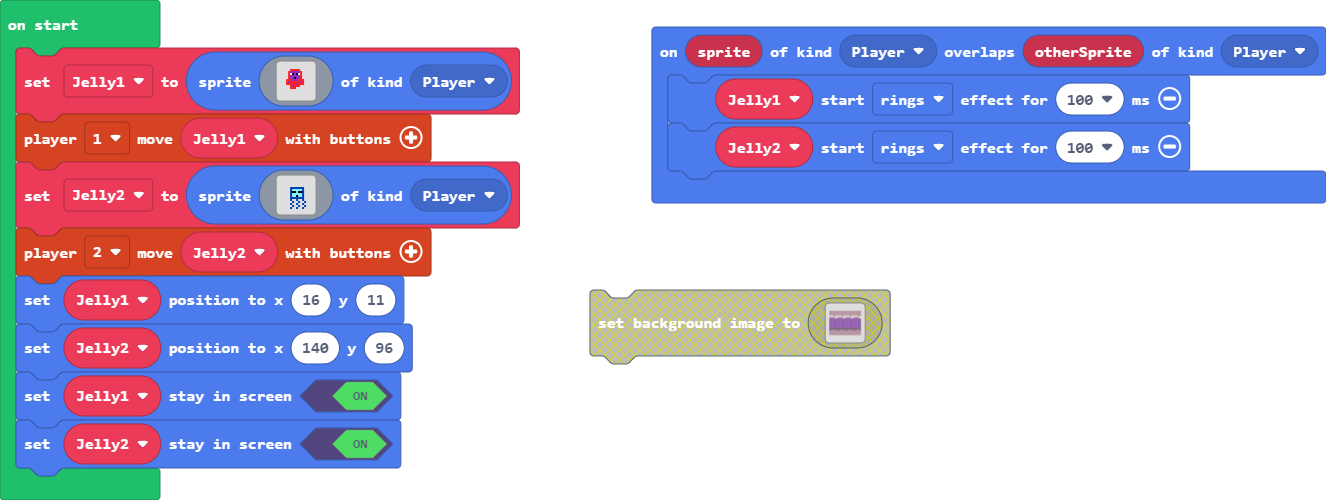 on start
set Jelly1 to sprite of kind Player
player 1 move Jelly1 with buttons
set Jelly2 to sprite of kind Player
player 2 move Jelly2 with buttons
set Jelly1 position to x 16 y 11
set Jelly2 position to x 140 y 96
set Jelly1 stay in screen ON
set Jelly2 stay in screen ON
on sprite of kind Player overlaps otherSprite of kind Player
Jelly1 start rings effect for 100 ms
Jelly2 start rings effect for 100 ms
set background image to